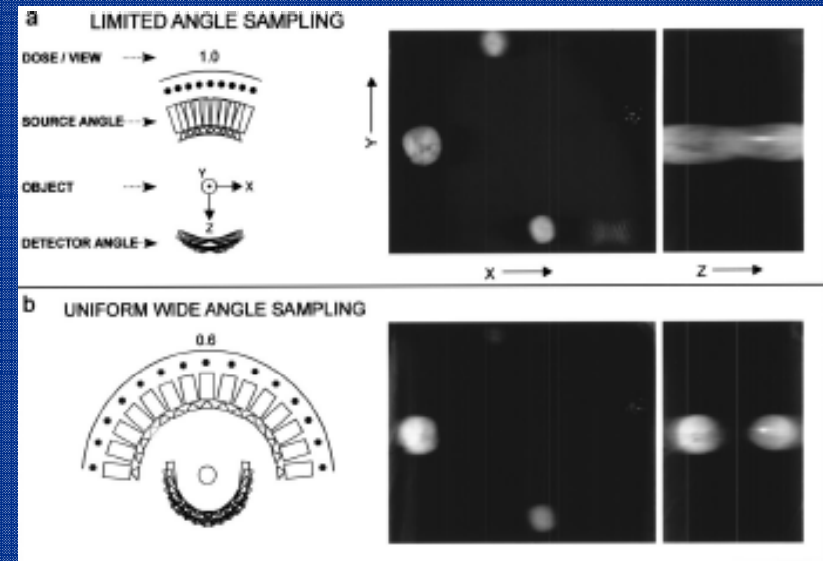 a
LIMITED ANGLE SAMPLING
DOSE / VIEW
1.0
SOURCE ANGLE
OBJECT
Y
X
Z
DETECTOR ANGLE
Y
X
Z
b
UNIFORM WIDE ANGLE SAMPLING
0.6